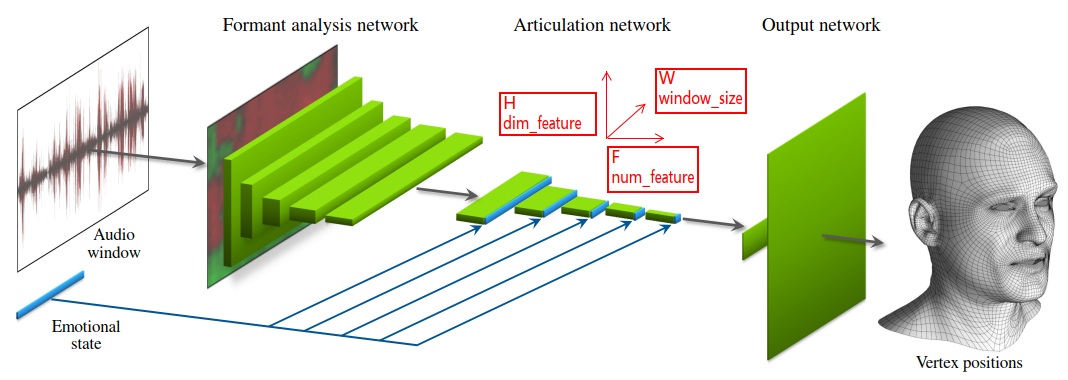 Formant analysis network
Articulation network
Output network
H
dim_feature
W
window_size
F
num_feature
Audio
window
Emotional
state
Vertex positions